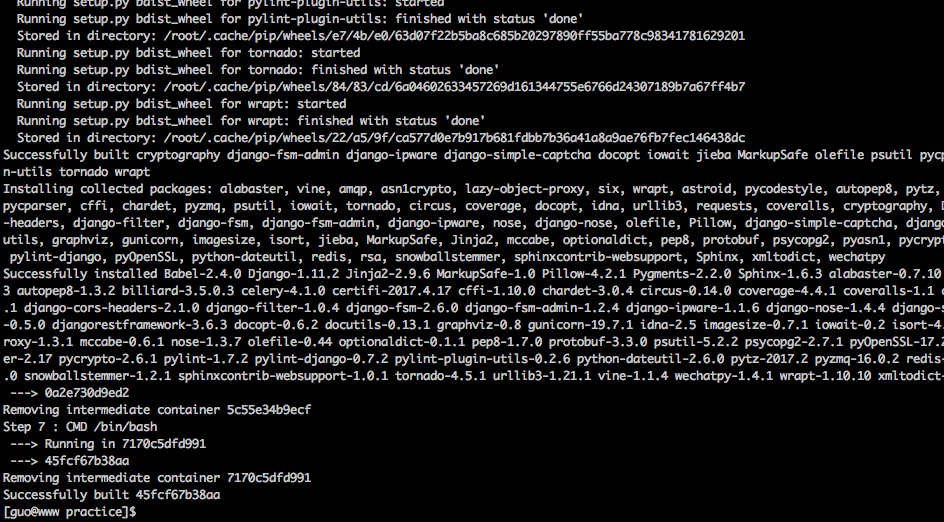 Running setup.py bdist_wheel for pylint-plugin-utils: started
Running setup.py bdist_wheel for pylint-plugin-utils: finished with status 'done'
Stored in directory: /root/.cache/pip/wheels/e7/4b/e0/63d07f22b5ba8c685b20297890ff55ba778c98341781629201
Running setup.py bdist_wheel for tornado: started
Running setup.py bdist_wheel for tornado: finished with status 'done'
Stored in directory: /root/.cache/pip/wheels/84/83/cd/6a04602633457269d161344755e6766d24307189b7a67ff4b7
Running setup.py bdist_wheel for wrapt: started
Running setup.py bdist_wheel for wrapt: finished with status 'done'
Stored in directory: /root/.cache/pip/wheels/22/a5/9f/ca577d0e7b917b681fdbb7b36a41a8a9ae76fb7fec146438dc
Successfully built cryptography django-fsm-admin django-ipware django-simple-captcha docopt iowait jieba MarkupSafe olefile psutil pycp
n-utils tornado wrapt
Installing collected packages: alabaster, vine, amqp, asn1crypto, lazy-object-proxy, six, wrapt, astroid, pycodestyle, autopep8, pytz,
pycparser, cffi, chardet, pyzmq, psutil, iowait, tornado, circus, coverage, docopt, idna, urllib3, requests, coveralls, cryptography, D
-headers, django-filter, django-fsm, django-fsm-admin, django-ipware, nose, django-nose, olefile, Pillow, django-simple-captcha, django
utils, graphviz, gunicorn, imagesize, isort, jieba, MarkupSafe, Jinja2, mccabe, optionaldict, pep8, protobuf, psycopg2, pyasn1, pycrypt
pylint-django, pyOpenSSL, python-dateutil, redis, rsa, snowballstemmer, sphinxcontrib-websupport, Sphinx, xmltodict, wechatpy
Successfully installed Babel-2.4.0 Django-1.11.2 Jinja2-2.9.6 MarkupSafe-1.0 Pillow-4.2.1 Pygments-2.2.0 Sphinx-1.6.3 alabaster-0.7.10
3 autopep8-1.3.2 billiard-3.5.0.3 celery-4.1.0 certifi-2017.4.17 cffi-1.10.0 chardet-3.0.4 circus-0.14.0 coverage-4.4.1 coveralls-1.1 c
.1 django-cors-headers-2.1.0 django-filter-1.0.4 django-fsm-2.6.0 django-fsm-admin-1.2.4 django-ipware-1.1.6 django-nose-1.4.4 django-s
-0.5.0 djangorestframework-3.6.3 docopt-0.6.2 docutils-0.13.1 graphviz-0.8 gunicorn-19.7.1 idna-2.5 imagesize-0.7.1 iowait-0.2 isort-4.
roxy-1.3.1 mccabe-0.6.1 nose-1.3.7 olefile-0.44 optionaldict-0.1.1 pep8-1.7.0 protobuf-3.3.0 psutil-5.2.2 psycopg2-2.7.1 pyOpenSSL-17.2
er-2.17 pycrypto-2.6.1 pylint-1.7.2 pylint-django-0.7.2 pylint-plugin-utils-0.2.6 python-dateutil-2.6.0 pytz-2017.2 pyzmq-16.0.2 redis-
.0 snowballstemmer-1.2.1 sphinxcontrib-websupport-1.0.1 tornado-4.5.1 urllib3-1.21.1 vine-1.1.4 wechatpy-1.4.1 wrapt-1.10.10 xmltodict-
---> 0a2e730d9ed2
Removing intermediate container 5c55e34b9ecf
Step 7 : CMD /bin/bash
---> Running in 7170c5dfd991
---> 45fcf67b38aa
Removing intermediate container 7170c5dfd991
Successfully built 45fcf67b38aa
[guo@www practice]$